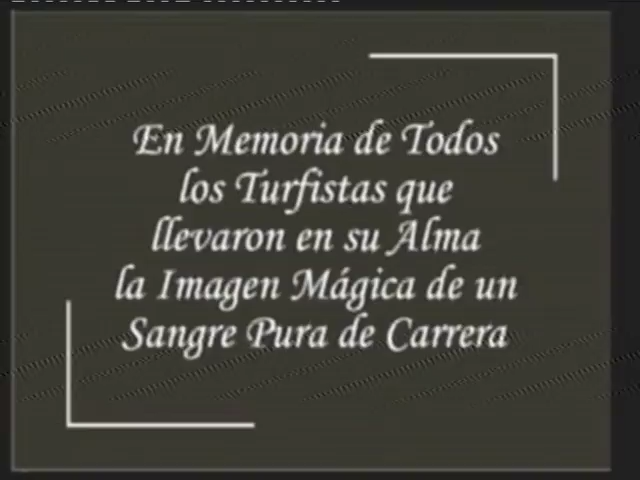 En Memoria de Todos
los Turfistas que
llevaron en su Alma
la Imagen Mágica de un
Sangre Pura de Carrera